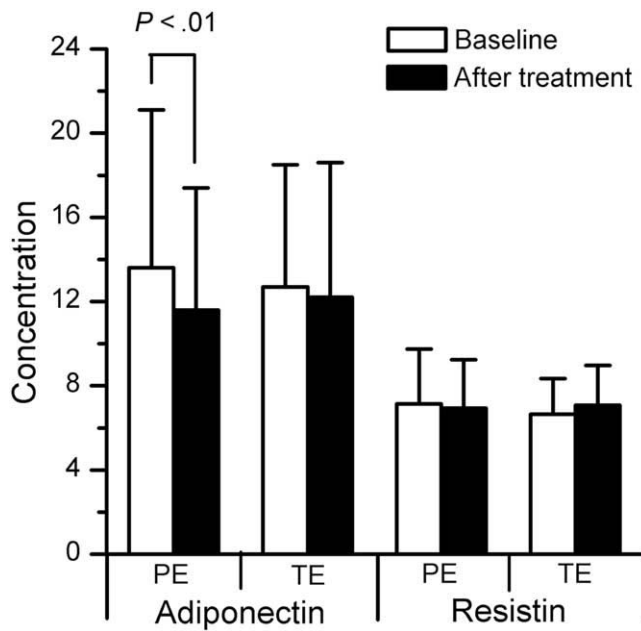 P < .01
Baseline
After treatment
Concentration
24
20
16
12
8
4
0
PE TE PE TE
Adiponectin Resistin